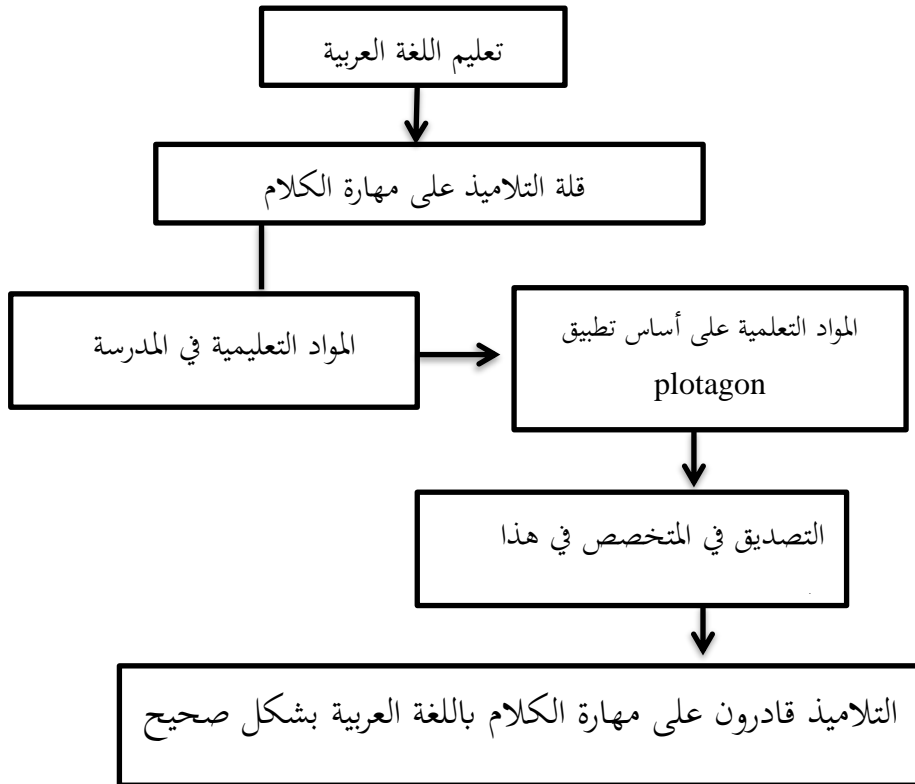 تعليم اللغة العربية
قلة التلاميذ على مهارة الكلام
المواد التعليمية في المدرسة
المواد التعلمية على أساس تطبيق
plotagon
التصديق في المتخصص في هذا
التلاميذ قادرون على مهارة الكلام باللغة العربية بشكل صحيح